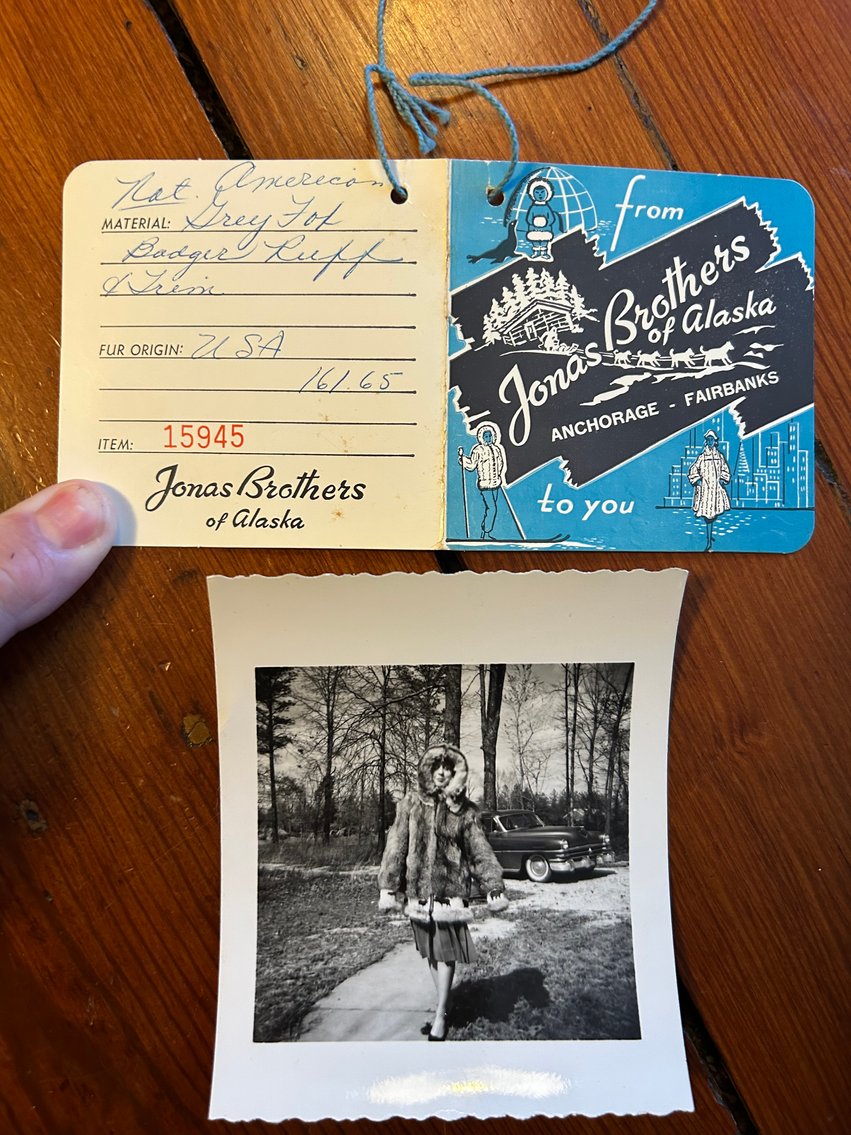 Nat. American
MATERIAL: Grey Fox
Badger Ruff
& Trim
FUR ORIGIN: USA
161.65
ITEM: 15945
Jonas Brothers
of Alaska
from
Jonas Brothers
of Alaska
ANCHORAGE - FAIRBANKS
to you